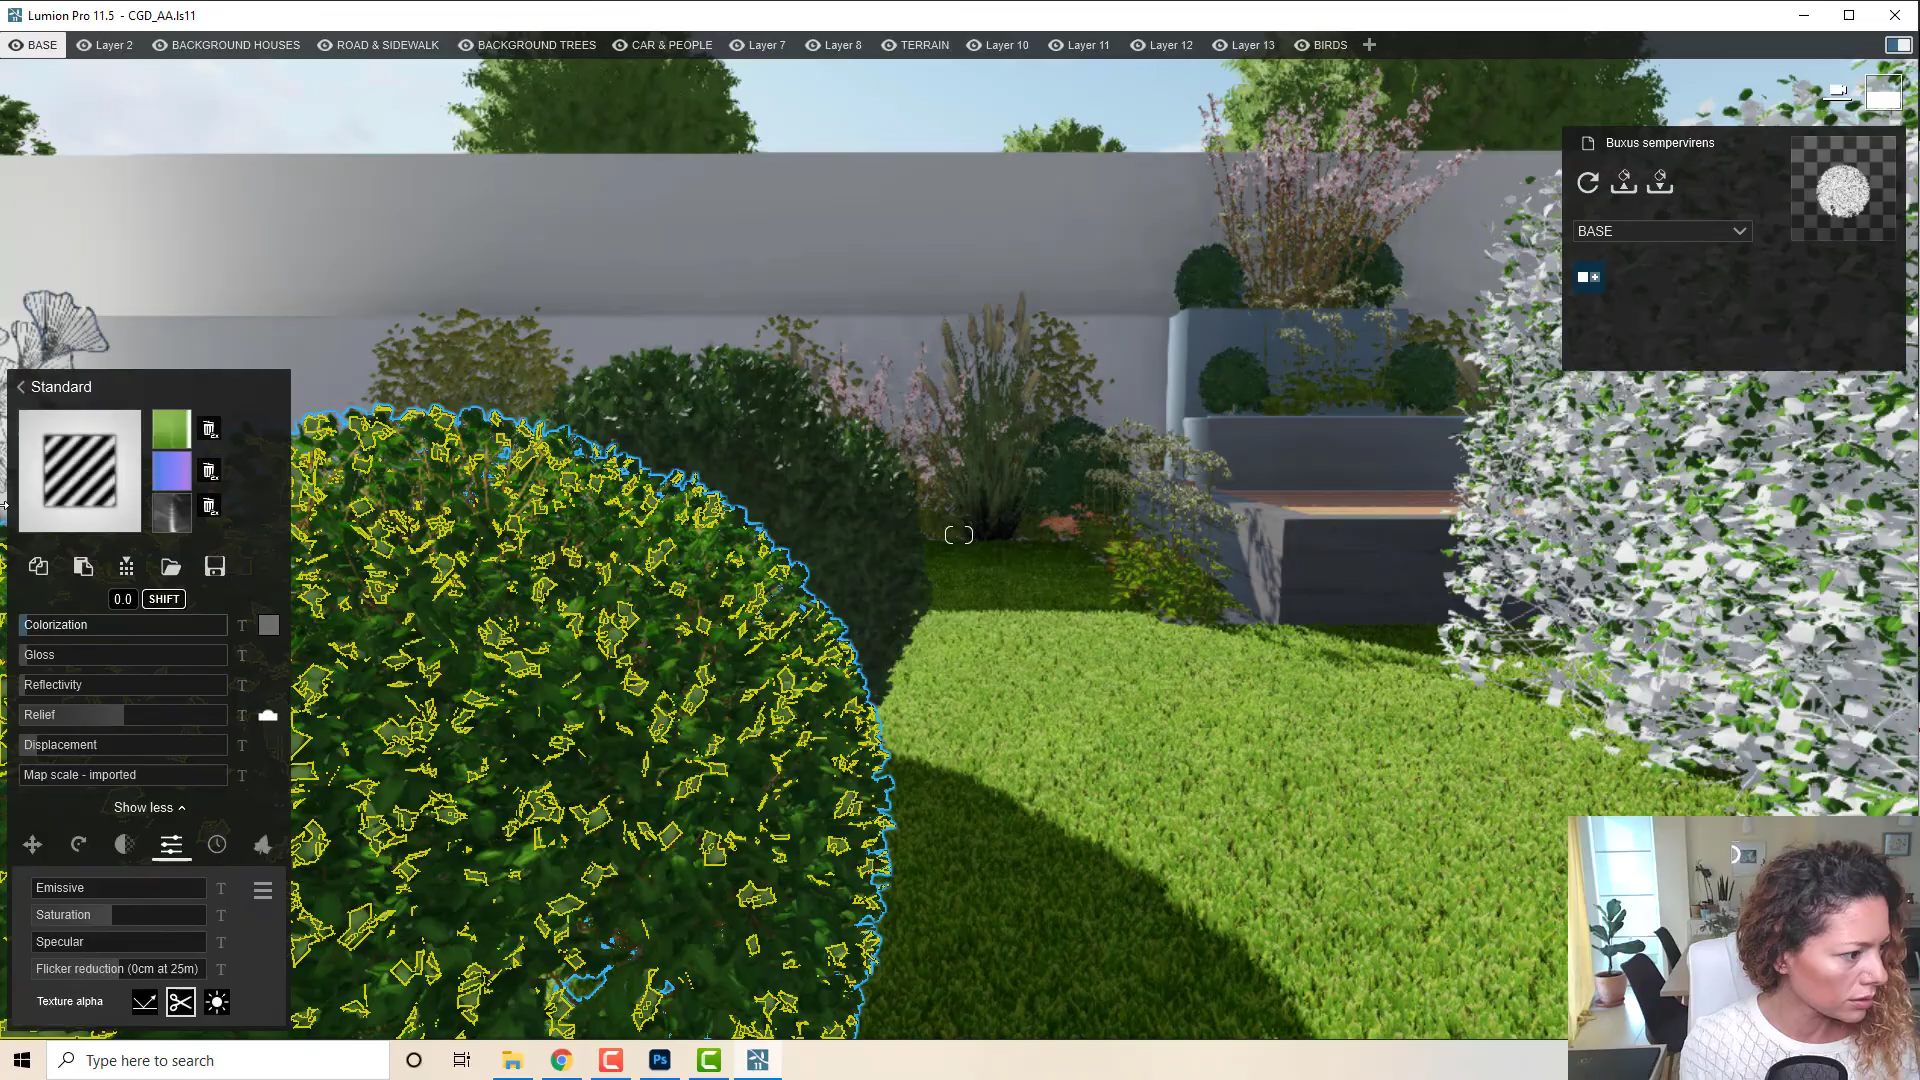 Lumion Pro 11.5 - CGD_AA.ls11
BASE Layer 2 BACKGROUND HOUSES ROAD & SIDEWALK BACKGROUND TREES CAR & PEOPLE Layer 7 Layer 8 TERRAIN Layer 10 Layer 11 Layer 12 Layer 13 BIRDS
Buxus sempervirens
BASE
Standard
0.0 SHIFT
Colorization T
Gloss T
Reflectivity T
Relief T
Displacement T
Map scale - imported T
Show less
Emissive T
Saturation T
Specular T
Flicker reduction (0cm at 25m) T
Texture alpha
Type here to search
Ps
11